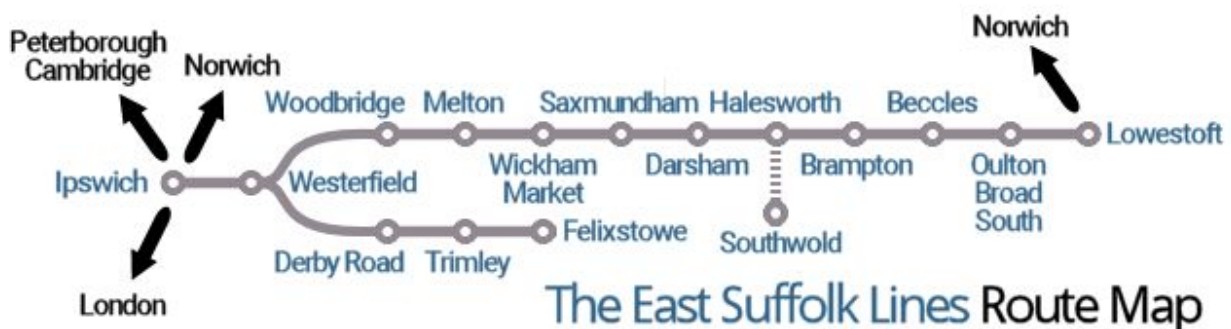 Peterborough
Cambridge
Norwich
Norwich
Woodbridge
Melton
Saxmundham
Halesworth
Beccles
Lowestoft
Ipswich
Westerfield
Wickham
Market
Darsham
Brampton
Oulton
Broad
South
Derby Road
Trimley
Felixstowe
Southwold
London
The East Suffolk Lines Route Map